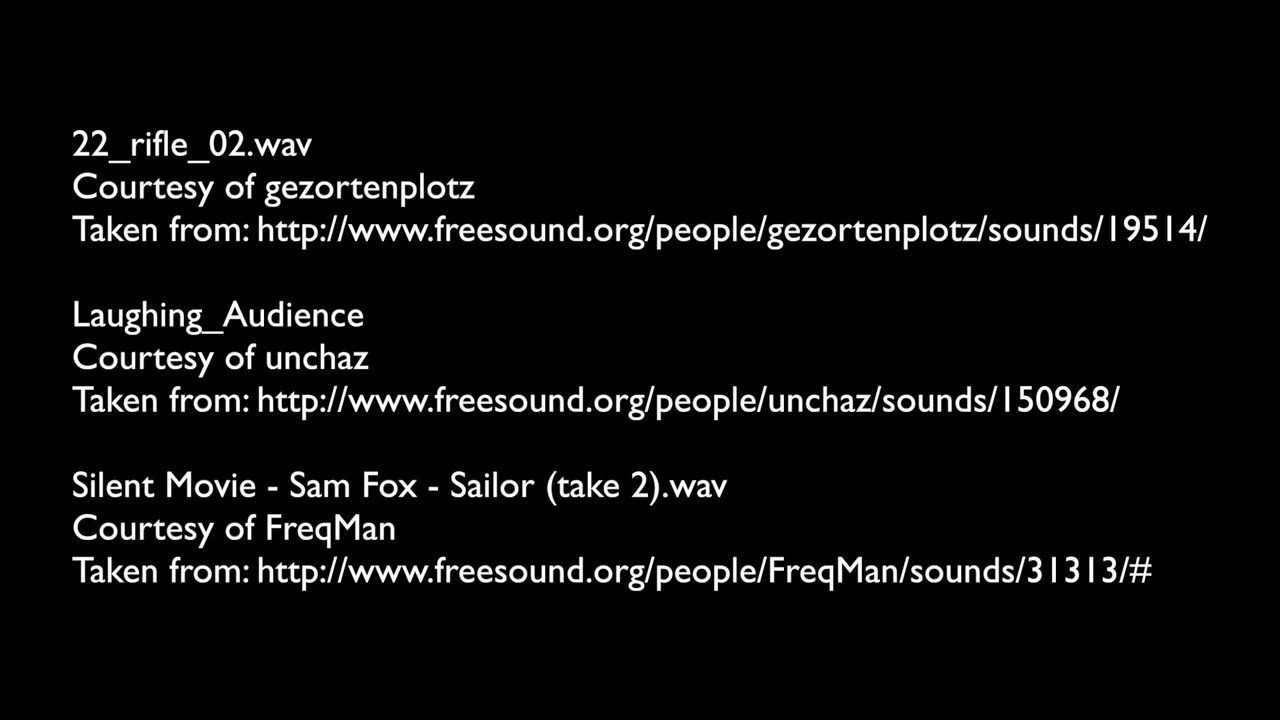 22_rifle_02.wav
Courtesy of gezortenplotz
Taken from: http://www.freesound.org/people/gezortenplotz/sounds/19514/
Laughing_Audience
Courtesy of unchaz
Taken from: http://www.freesound.org/people/unchaz/sounds/150968/
Silent Movie - Sam Fox - Sailor (take 2).wav
Courtesy of FreqMan
Taken from: http://www.freesound.org/people/FreqMan/sounds/31313/#